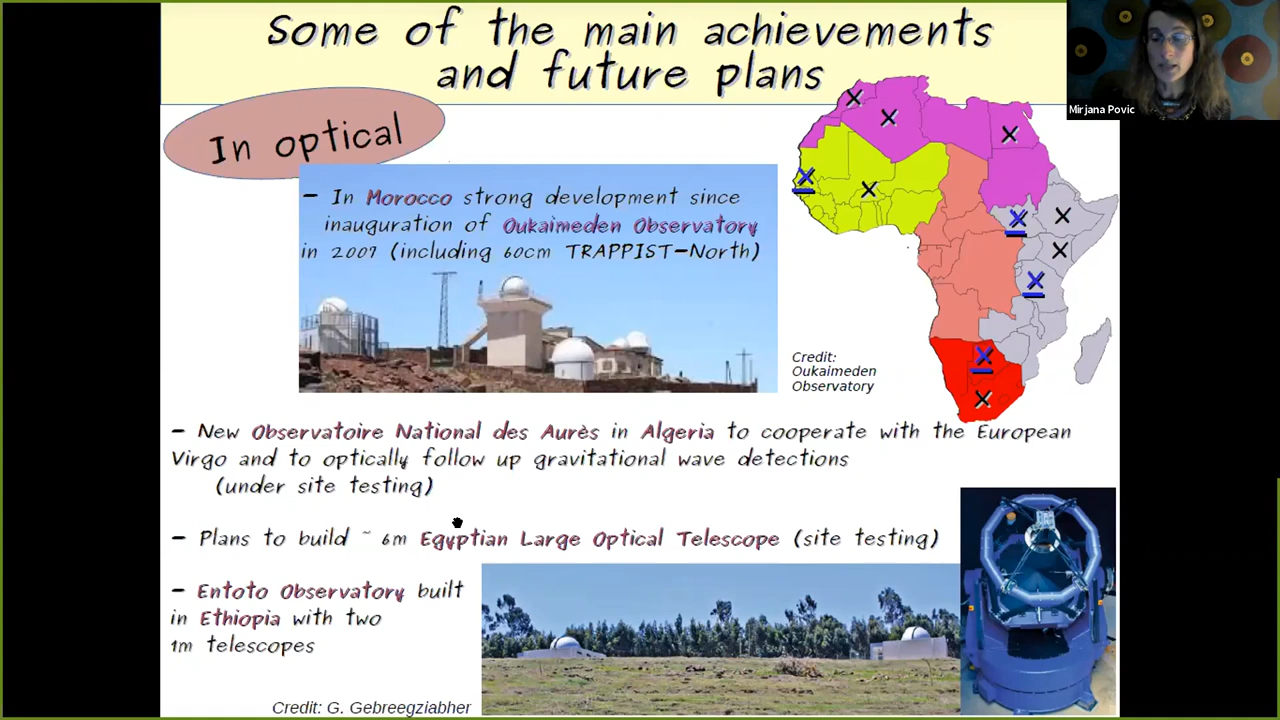 Some of the main achievements
and future plans
Mirjana Povic
In optical
– In Morocco strong development since
inauguration of Oukaimeden Observatory
in 2007 (including 60cm TRAPPIST–North)
Credit:
Oukaimeden
Observatory
– New Observatoire National des Aurès in Algeria to cooperate with the European
Virgo and to optically follow up gravitational wave detections
(under site testing)
– Plans to build ~ 6m Egyptian Large Optical Telescope (site testing)
– Entoto Observatory built
in Ethiopia with two
1m telescopes
Credit: G. Gebreegziabher